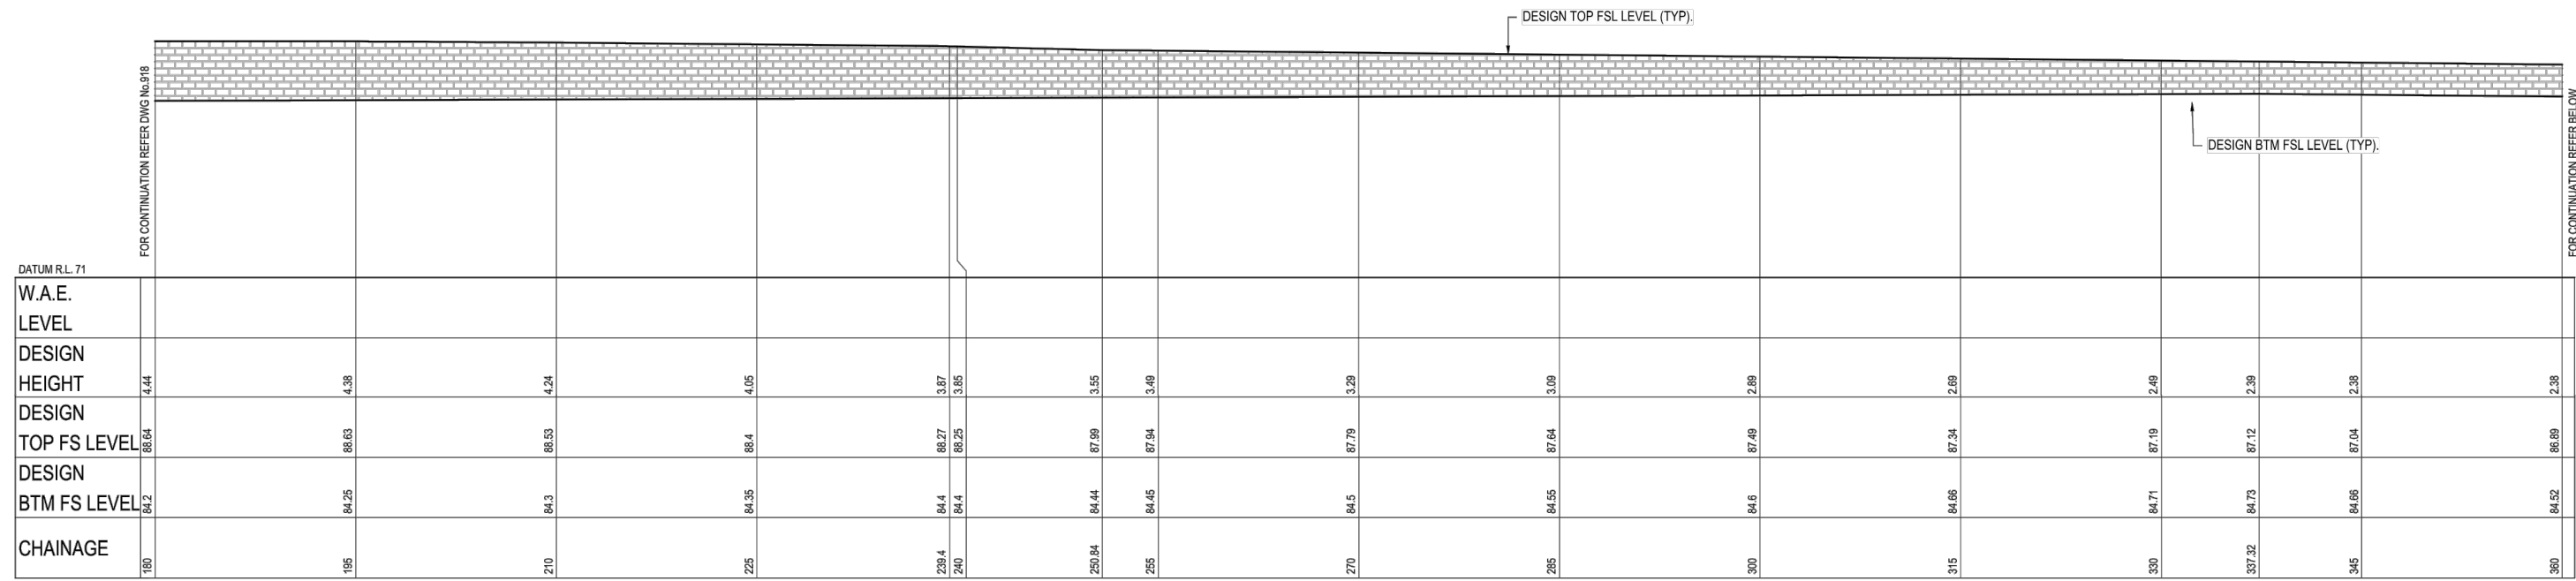 DESIGN TOP FSL LEVEL (TYP).
FOR CONTINUATION REFER DWG No.918
DESIGN BTM FSL LEVEL (TYP).
FOR CONTINUATION REFER BELOW
DATUM R.L. 71
W.A.E.
LEVEL
DESIGN
HEIGHT 4.44 4.38 4.24 4.05 3.87 3.85 3.55 3.49 3.29 3.09 2.89 2.69 2.49 2.39 2.38 2.38
DESIGN
TOP FS LEVEL 88.64 88.63 88.53 88.4 88.27 88.25 87.99 87.94 87.79 87.64 87.49 87.34 87.19 87.12 87.04 86.89
DESIGN
BTM FS LEVEL 84.2 84.25 84.3 84.35 84.4 84.4 84.44 84.45 84.5 84.55 84.6 84.66 84.71 84.73 84.66 84.52
CHAINAGE 180 195 210 225 239.4 240 250.84 255 270 285 300 315 330 337.32 345 360